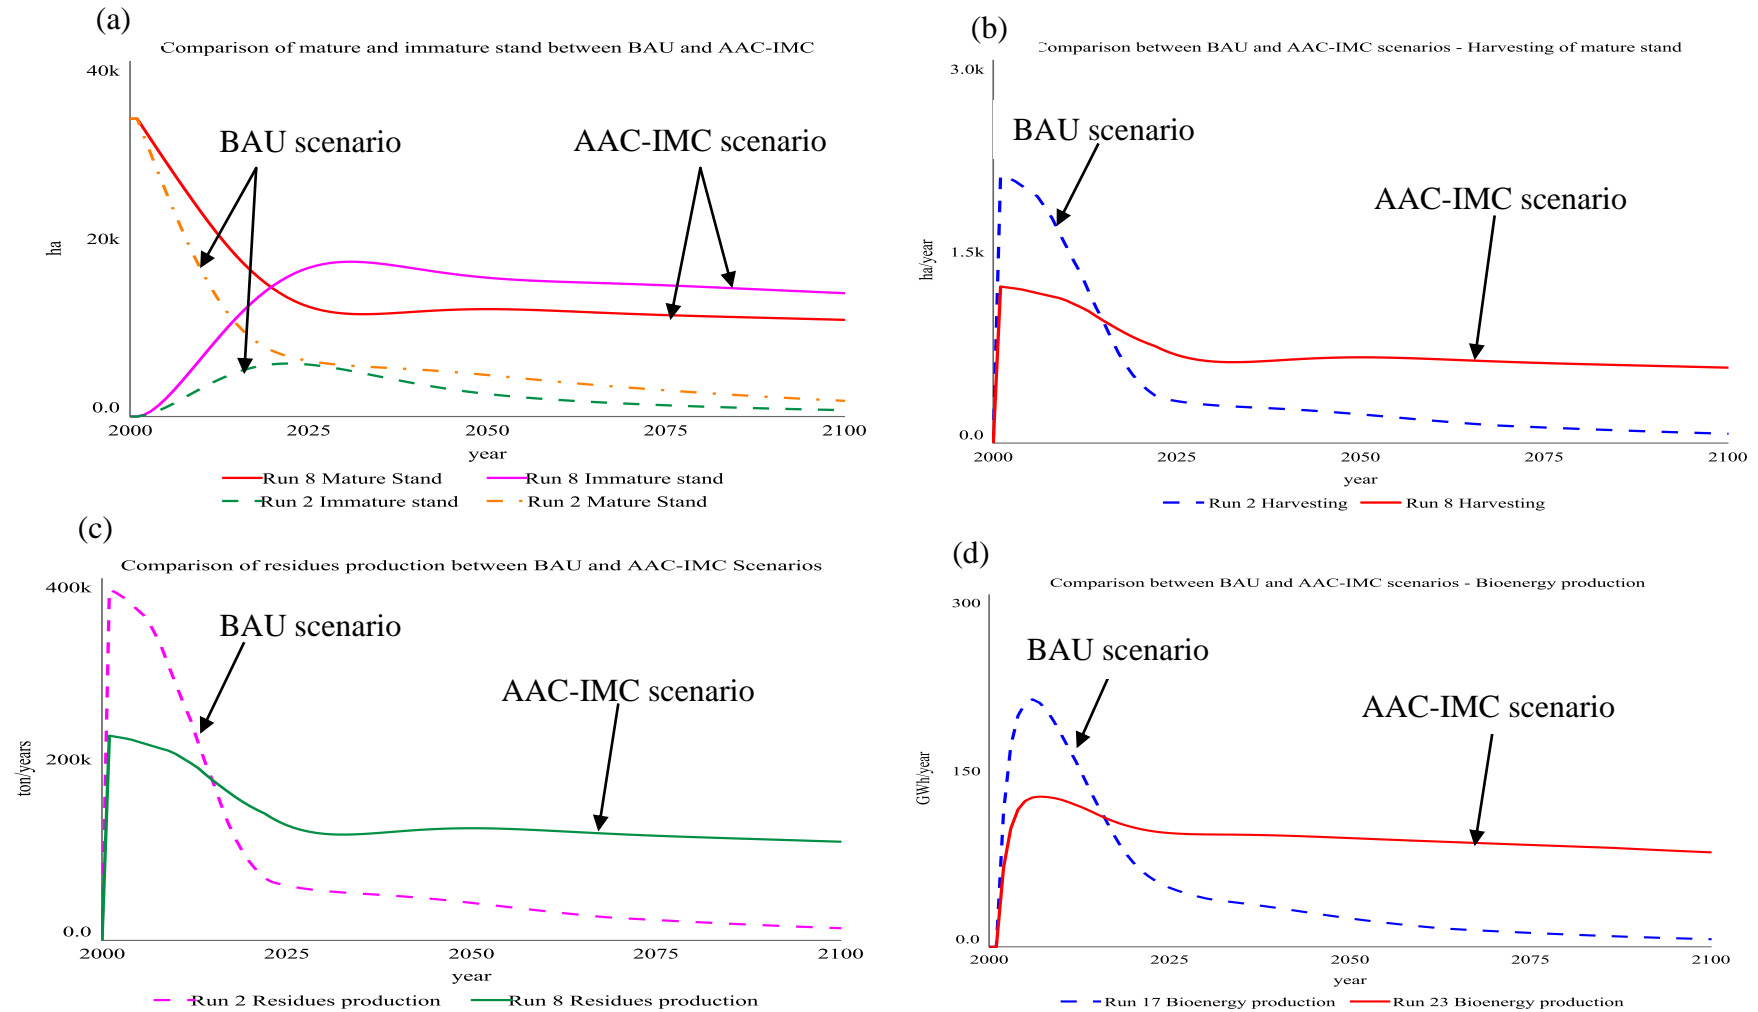 (a)
Comparison of mature and immature stand between BAU and AAC-IMC
40k
BAU scenario
AAC-IMC scenario
20k
ha
0.0
2000 2025 2050 2075 2100
year
Run 8 Mature Stand Run 8 Immature stand
Run 2 Immature stand Run 2 Mature Stand
(b)
Comparison between BAU and AAC-IMC scenarios - Harvesting of mature stand
3.0k
BAU scenario
AAC-IMC scenario
1.5k
ha/year
0.0
2000 2025 2050 2075 2100
year
Run 2 Harvesting Run 8 Harvesting
(c)
Comparison of residues production between BAU and AAC-IMC Scenarios
400k
BAU scenario
AAC-IMC scenario
200k
ton/years
0.0
2000 2025 2050 2075 2100
year
Run 2 Residues production Run 8 Residues production
(d)
Comparison between BAU and AAC-IMC scenarios - Bioenergy production
300
BAU scenario
AAC-IMC scenario
150
GWh/year
0.0
2000 2025 2050 2075 2100
year
Run 17 Bioenergy production Run 23 Bioenergy production